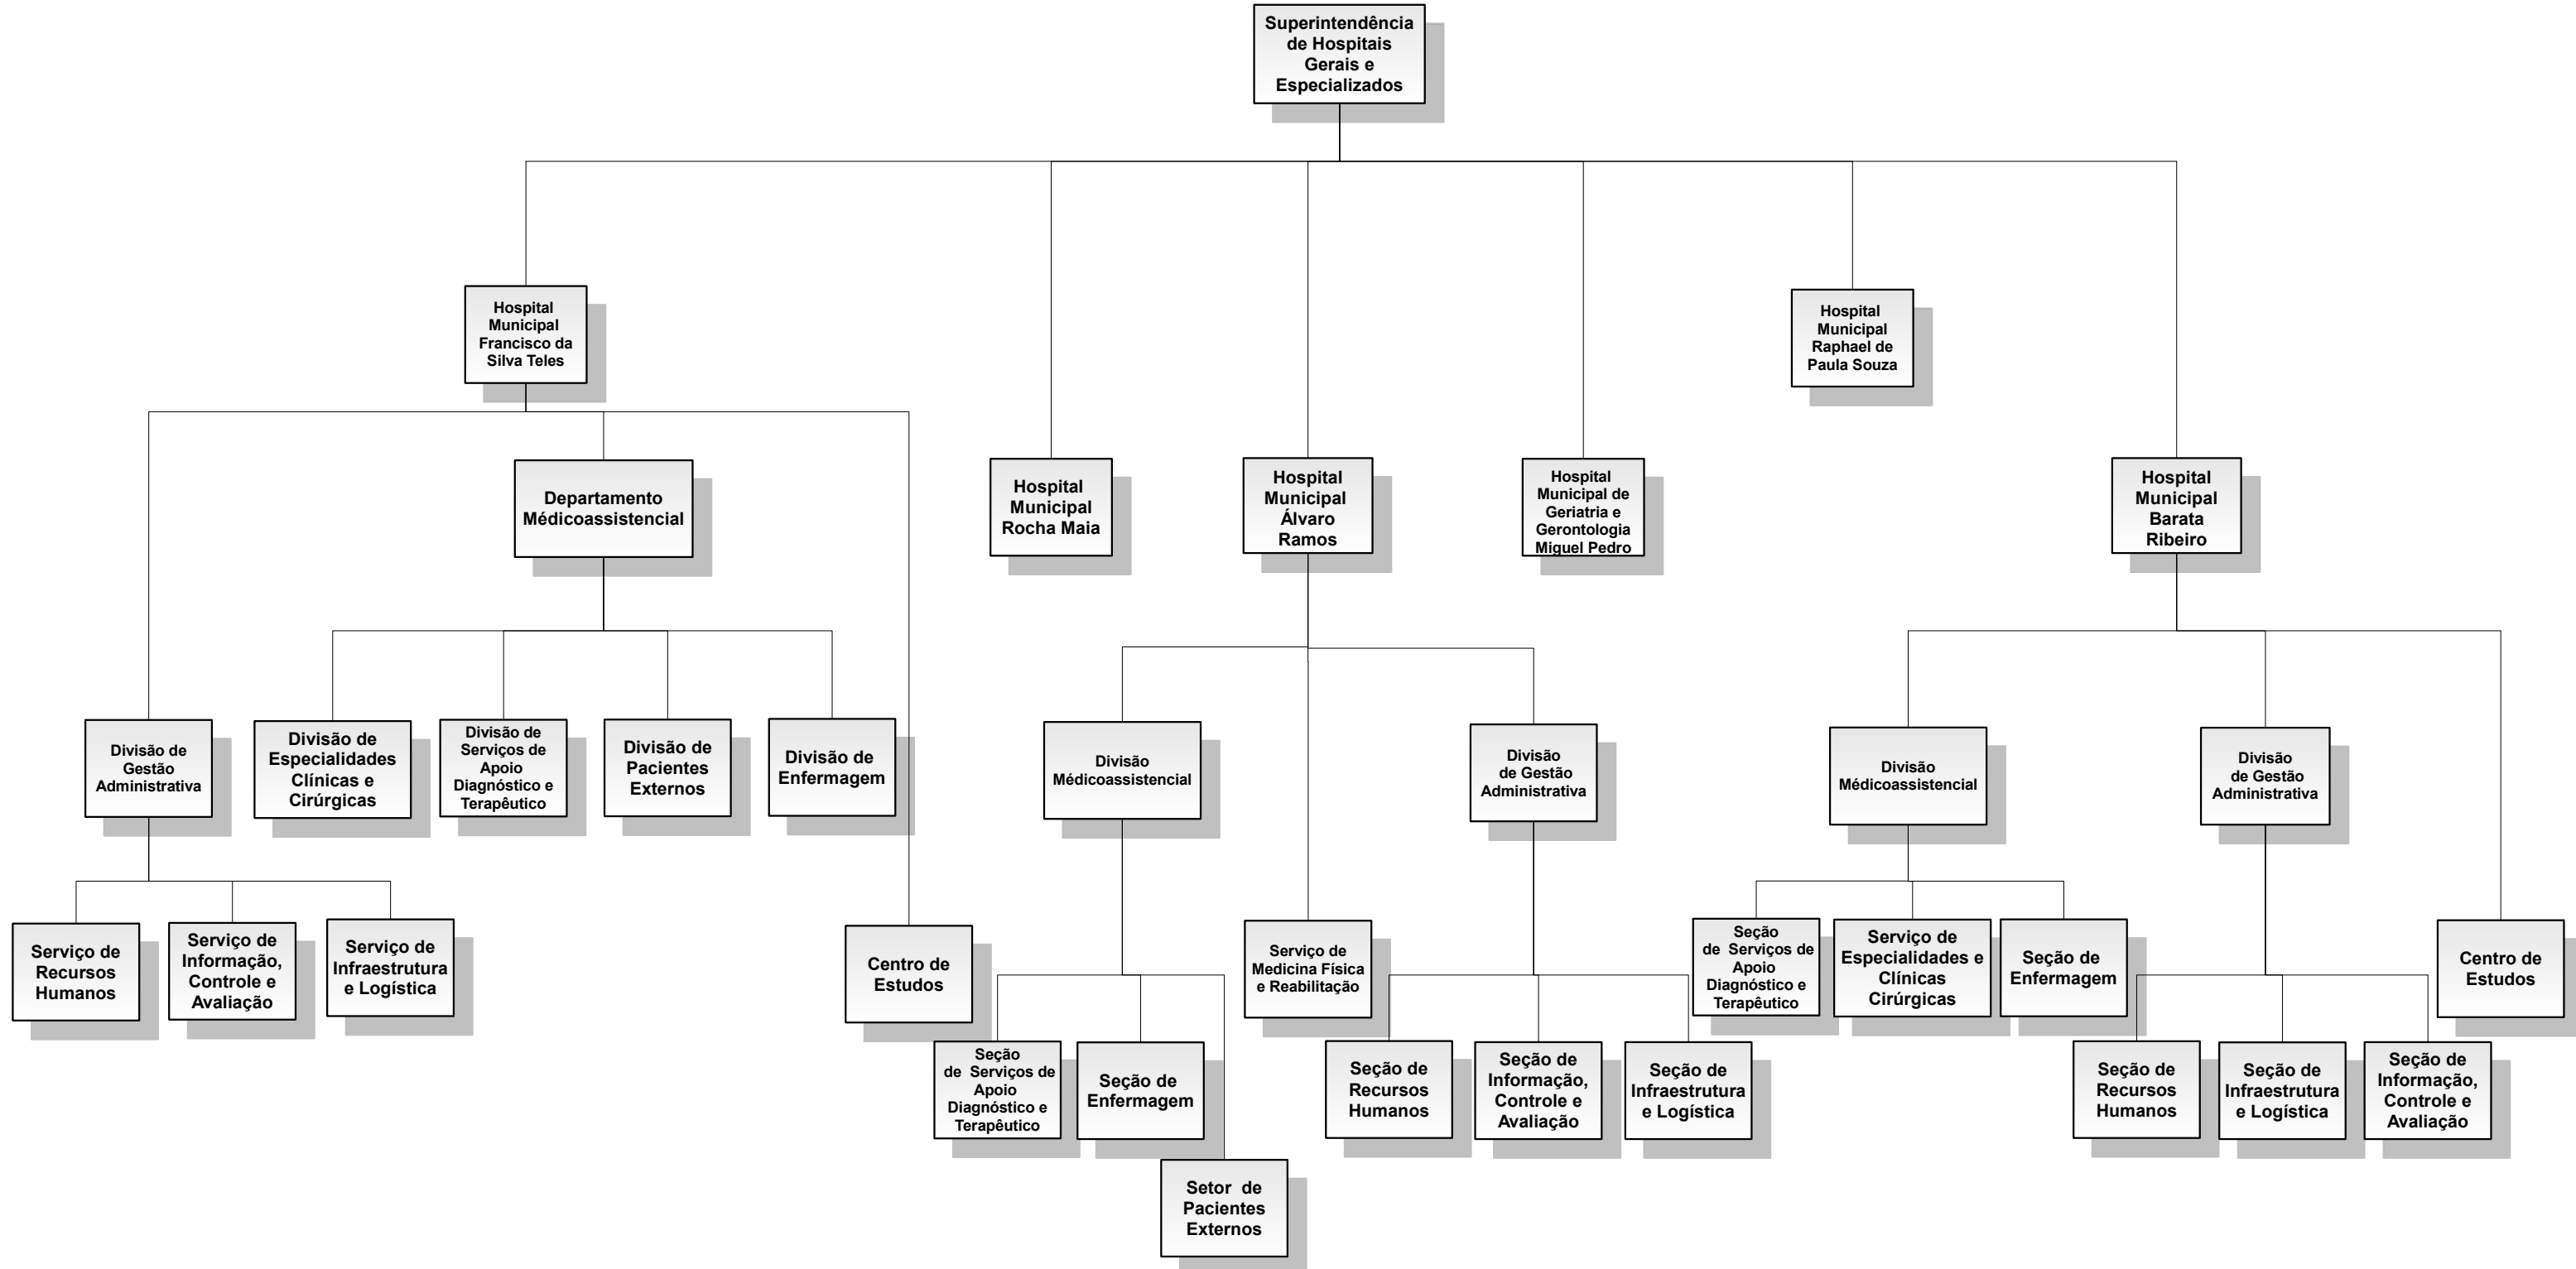 Superintendência
de Hospitais
Gerais e
Especializados
Hospital
Municipal
Francisco da
Silva Teles
Hospital
Municipal
Raphael de
Paula Souza
Departamento
Médicoassistencial
Hospital
Municipal
Rocha Maia
Hospital
Municipal
Álvaro
Ramos
Hospital
Municipal de
Geriatria e
Gerontologia
Miguel Pedro
Hospital
Municipal
Barata
Ribeiro
Divisão de
Gestão
Administrativa
Divisão de
Especialidades
Clínicas e
Cirúrgicas
Divisão de
Serviços de
Apoio
Diagnóstico e
Terapêutico
Divisão de
Pacientes
Externos
Divisão de
Enfermagem
Divisão
Médicoassistencial
Divisão
de Gestão
Administrativa
Divisão
Médicoassistencial
Divisão
de Gestão
Administrativa
Serviço de
Recursos
Humanos
Serviço de
Informação,
Controle e
Avaliação
Serviço de
Infraestrutura
e Logística
Centro de
Estudos
Serviço de
Medicina Física
e Reabilitação
Seção
de Serviços de
Apoio
Diagnóstico e
Terapêutico
Serviço de
Especialidades e
Clínicas
Cirúrgicas
Seção de
Enfermagem
Centro de
Estudos
Seção
de Serviços de
Apoio
Diagnóstico e
Terapêutico
Seção de
Enfermagem
Seção de
Recursos
Humanos
Seção de
Informação,
Controle e
Avaliação
Seção de
Infraestrutura
e Logística
Seção de
Recursos
Humanos
Seção de
Infraestrutura
e Logística
Seção de
Informação,
Controle e
Avaliação
Setor de
Pacientes
Externos